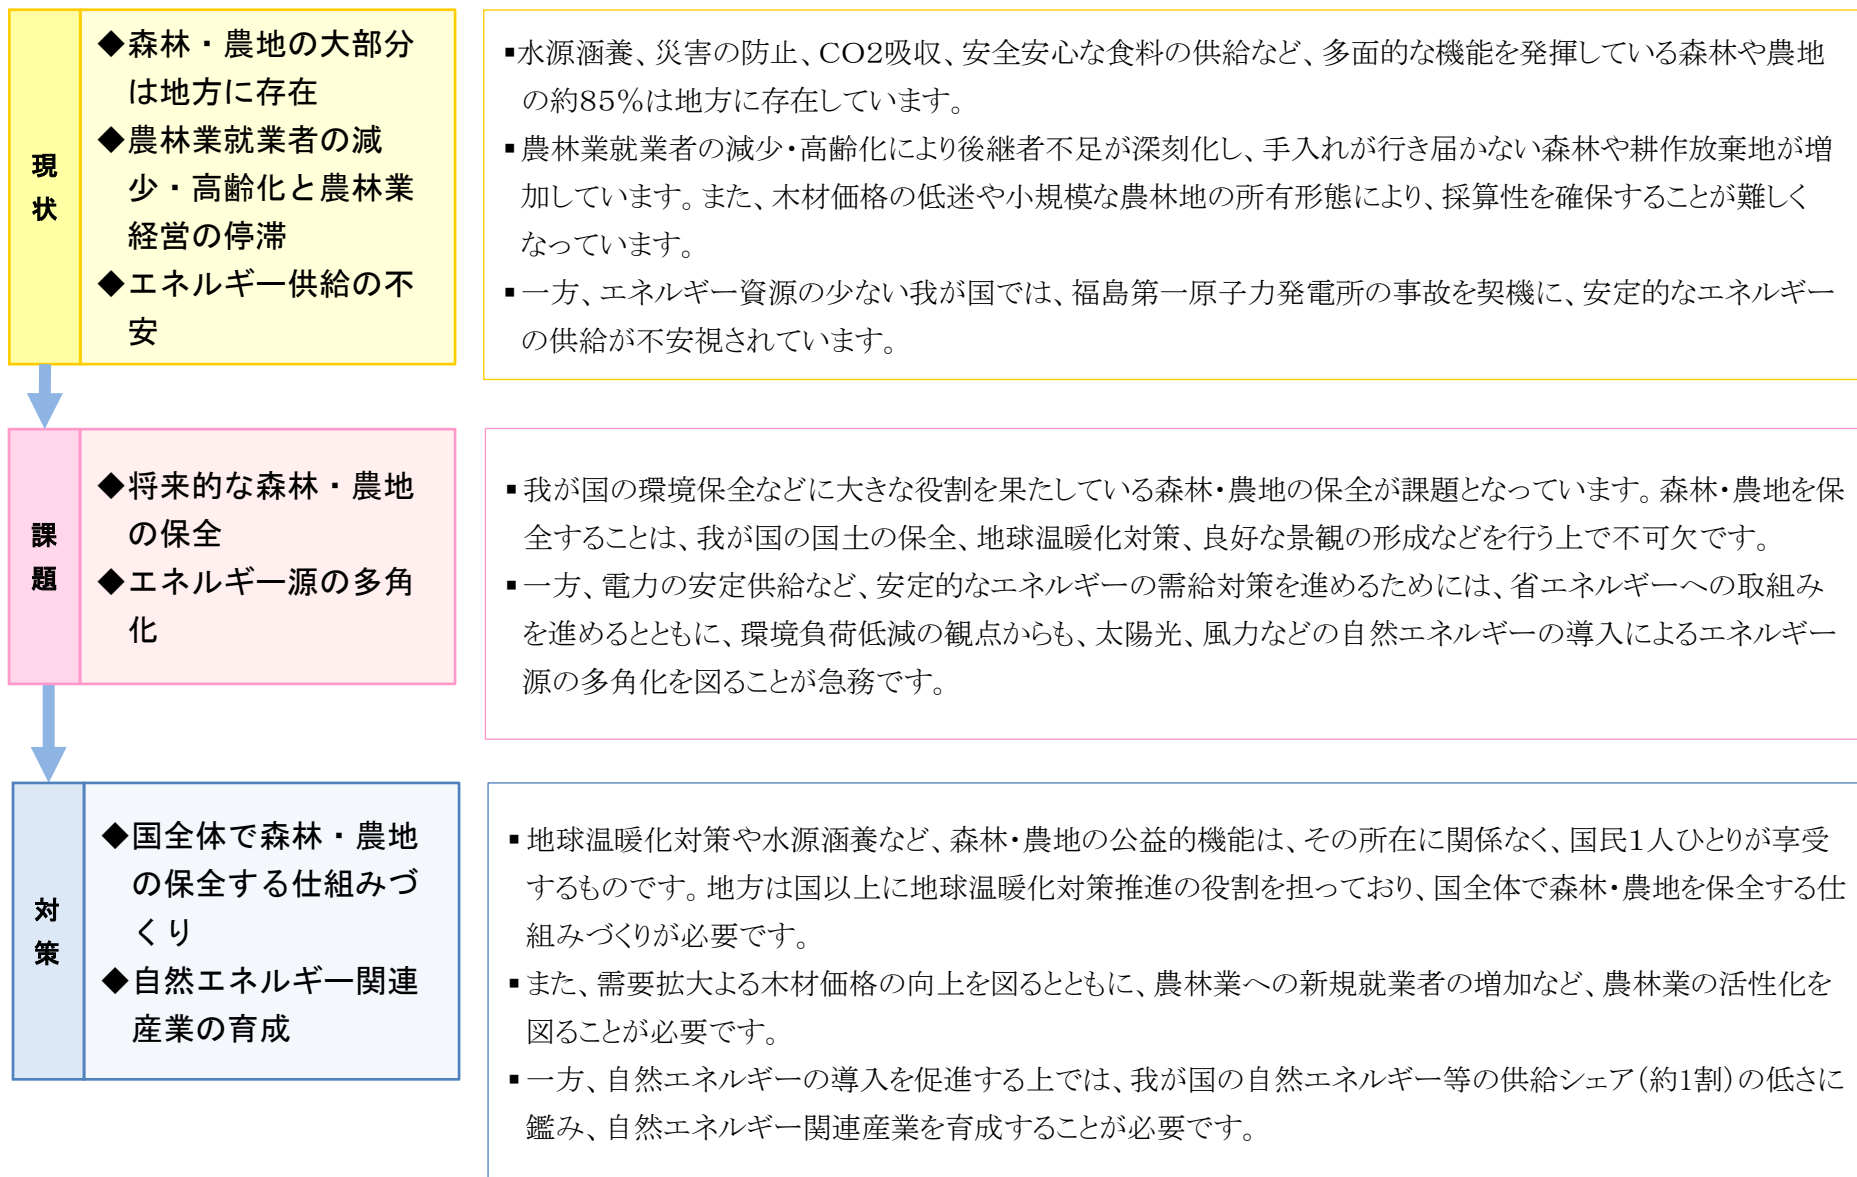 現状
◆森林・農地の大部分
は地方に存在
◆農林業就業者の減
少・高齢化と農林業
経営の停滞
◆エネルギー供給の不
安
▪水源涵養、災害の防止、CO2吸収、安全安心な食料の供給など、多面的な機能を発揮している森林や農地
の約85%は地方に存在しています。
▪農林業就業者の減少・高齢化により後継者不足が深刻化し、手入れが行き届かない森林や耕作放棄地が増
加しています。また、木材価格の低迷や小規模な農林地の所有形態により、採算性を確保することが難しく
なっています。
▪一方、エネルギー資源の少ない我が国では、福島第一原子力発電所の事故を契機に、安定的なエネルギー
の供給が不安視されています。
課題
◆将来的な森林・農地
の保全
◆エネルギー源の多角
化
▪我が国の環境保全などに大きな役割を果たしている森林・農地の保全が課題となっています。森林・農地を保
全することは、我が国の国土の保全、地球温暖化対策、良好な景観の形成などを行う上で不可欠です。
▪一方、電力の安定供給など、安定的なエネルギーの需給対策を進めるためには、省エネルギーへの取組み
を進めるとともに、環境負荷低減の観点からも、太陽光、風力などの自然エネルギーの導入によるエネルギー
源の多角化を図ることが急務です。
対策
◆国全体で森林・農地
の保全する仕組みづ
くり
◆自然エネルギー関連
産業の育成
▪地球温暖化対策や水源涵養など、森林・農地の公益的機能は、その所在に関係なく、国民1人ひとりが享受
するものです。地方は国以上に地球温暖化対策推進の役割を担っており、国全体で森林・農地を保全する仕
組みづくりが必要です。
▪また、需要拡大よる木材価格の向上を図るとともに、農林業への新規就業者の増加など、農林業の活性化を
図ることが必要です。
▪一方、自然エネルギーの導入を促進する上では、我が国の自然エネルギー等の供給シェア(約1割)の低さに
鑑み、自然エネルギー関連産業を育成することが必要です。